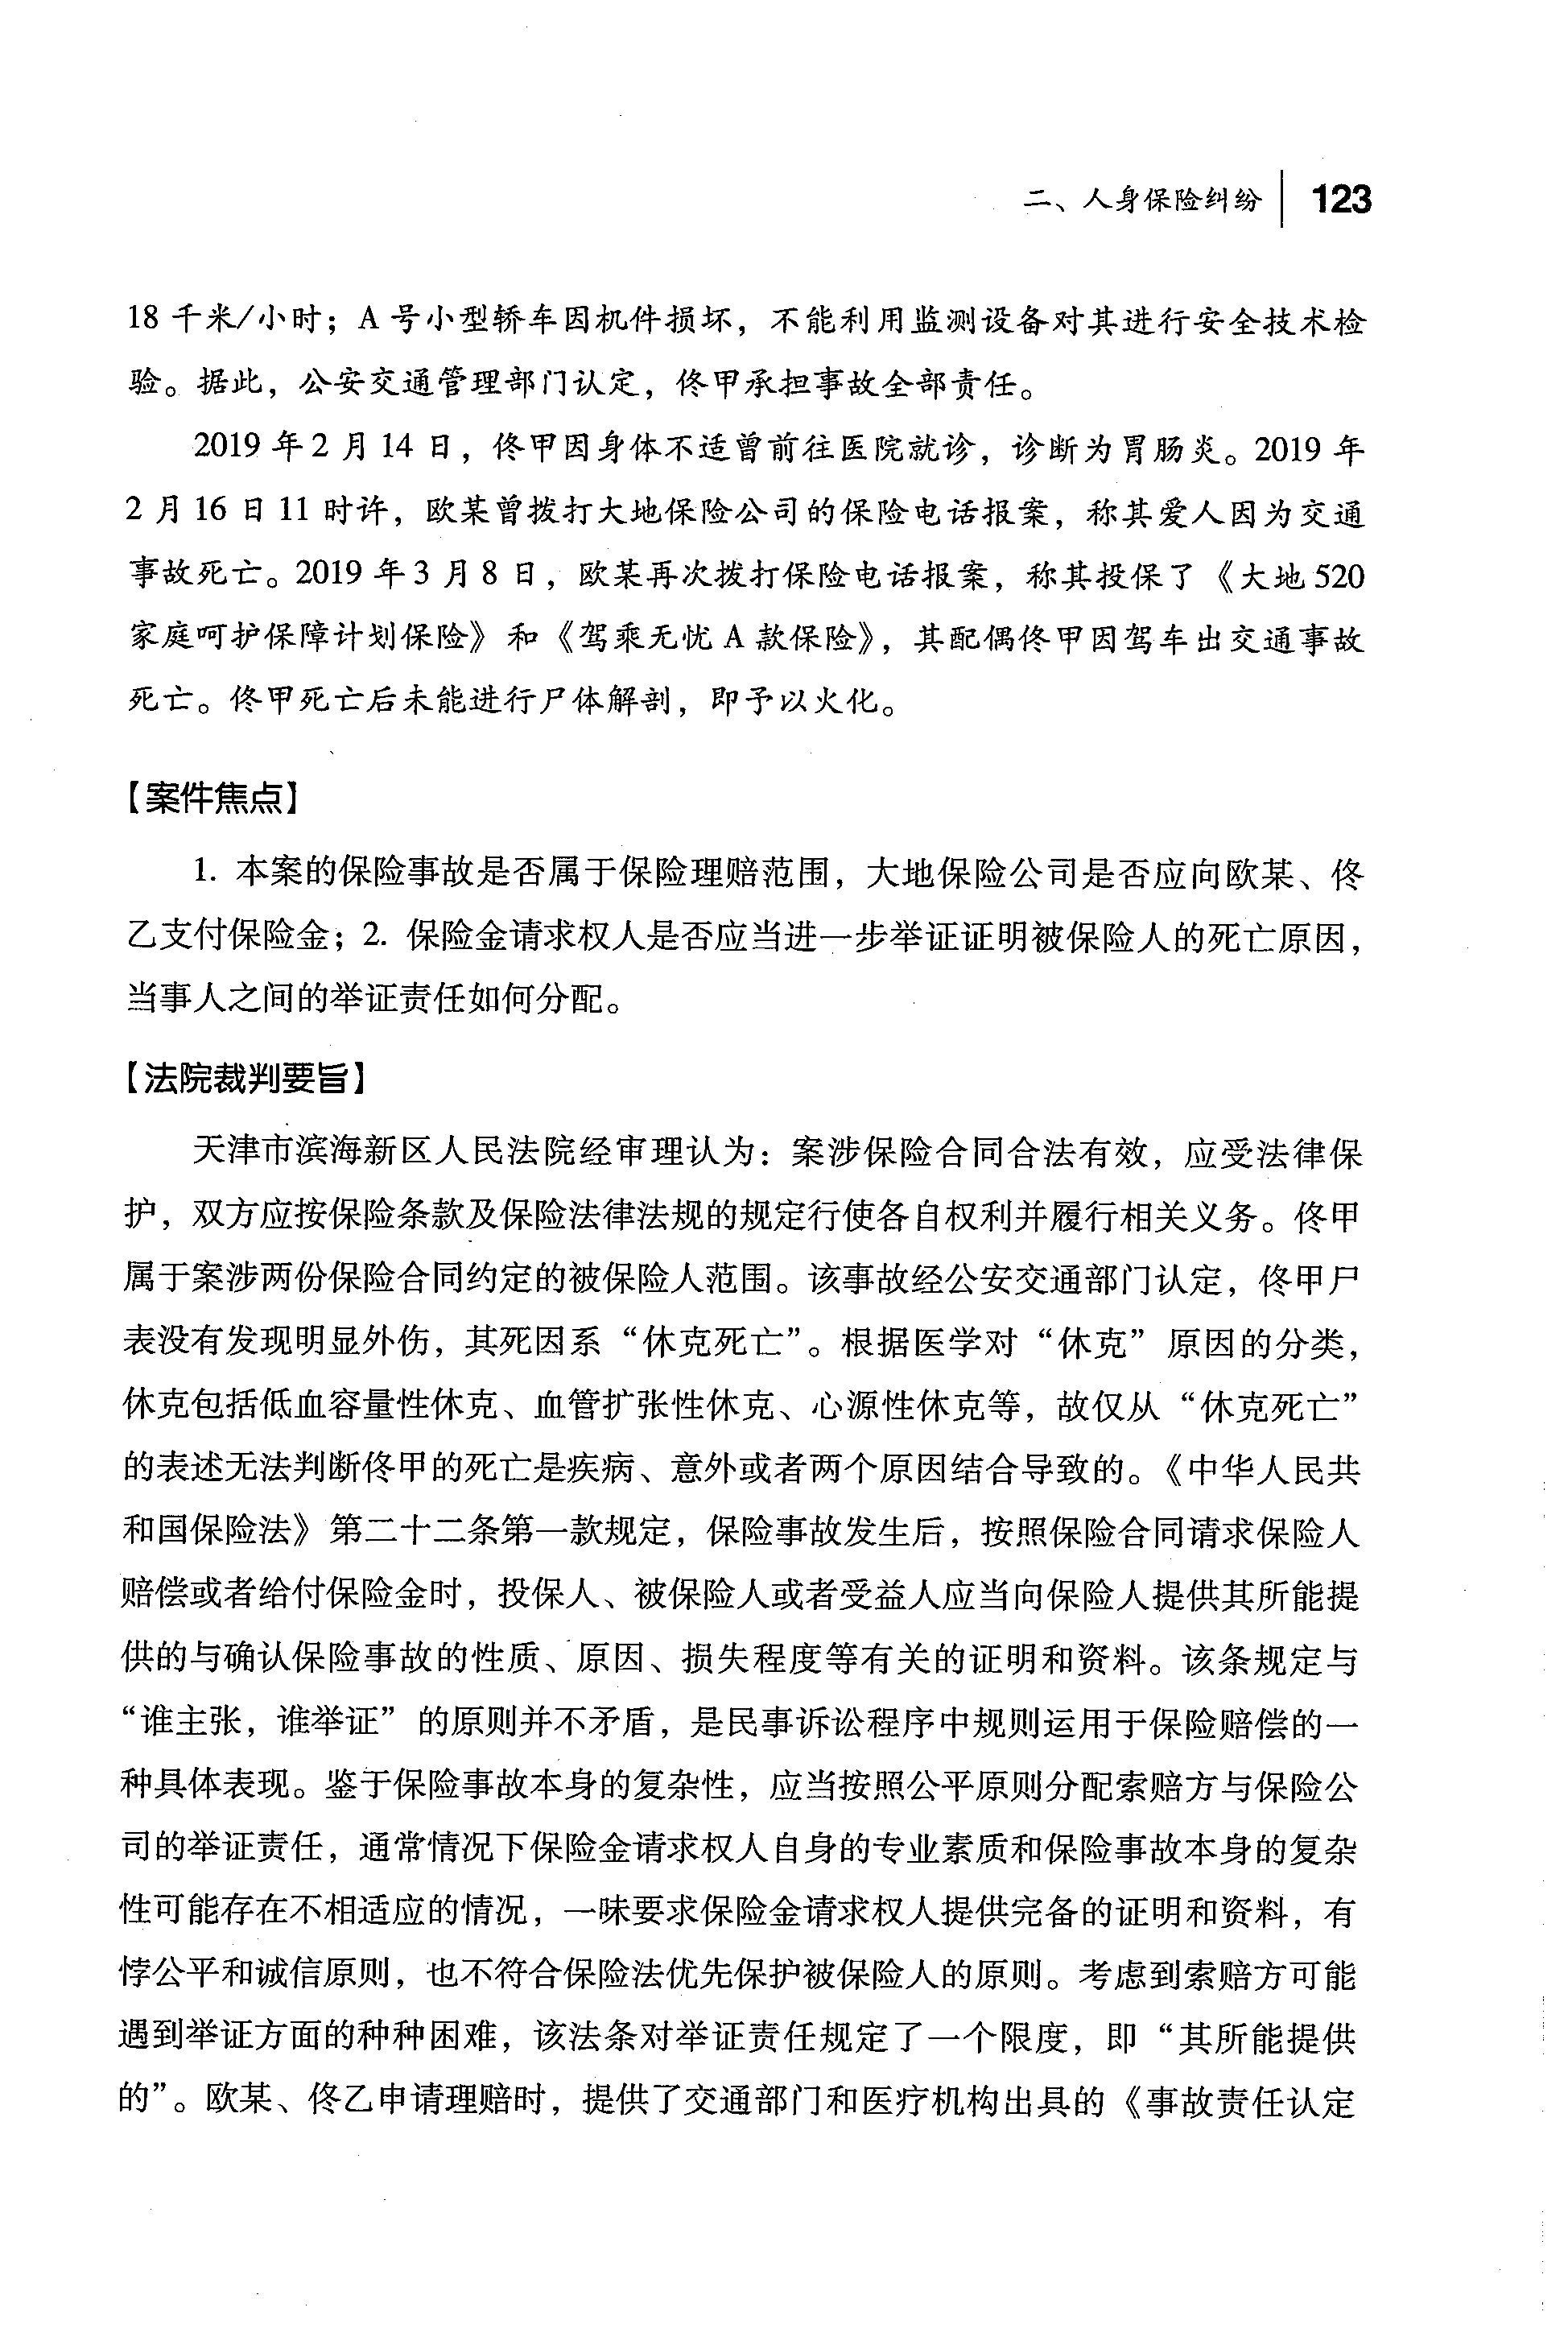 二、人身保险纠纷 123
18 千米/小时；A 号小型轿车因机件损坏，不能利用监测设备对其进行安全技术检
验。据此，公安交通管理部门认定，佟甲承担事故全部责任。
2019 年 2 月 14 日，佟甲因身体不适曾前往医院就诊，诊断为胃肠炎。2019 年
2 月 16 日 11 时许，欧某曾拨打大地保险公司的保险电话报案，称其爱人因为交通
事故死亡。2019 年 3 月 8 日，欧某再次拨打保险电话报案，称其投保了《大地 520
家庭呵护保障计划保险》和《驾乘无忧 A 款保险》，其配偶佟甲因驾车出交通事故
死亡。佟甲死亡后未能进行尸体解剖，即予以火化。
【案件焦点】
1. 本案的保险事故是否属于保险理赔范围，大地保险公司是否应向欧某、佟
乙支付保险金；2. 保险金请求权人是否应当进一步举证证明被保险人的死亡原因，
当事人之间的举证责任如何分配。
【法院裁判要旨】
天津市滨海新区人民法院经审理认为：案涉保险合同合法有效，应受法律保
护，双方应按保险条款及保险法律法规的规定行使各自权利并履行相关义务。佟甲
属于案涉两份保险合同约定的被保险人范围。该事故经公安交通部门认定，佟甲尸
表没有发现明显外伤，其死因系“休克死亡”。根据医学对“休克”原因的分类，
休克包括低血容量性休克、血管扩张性休克、心源性休克等，故仅从“休克死亡”
的表述无法判断佟甲的死亡是疾病、意外或者两个原因结合导致的。《中华人民共
和国保险法》第二十二条第一款规定，保险事故发生后，按照保险合同请求保险人
赔偿或者给付保险金时，投保人、被保险人或者受益人应当向保险人提供其所能提
供的与确认保险事故的性质、原因、损失程度等有关的证明和资料。该条规定与
“谁主张，谁举证”的原则并不矛盾，是民事诉讼程序中规则运用于保险赔偿的一
种具体表现。鉴于保险事故本身的复杂性，应当按照公平原则分配索赔方与保险公
司的举证责任，通常情况下保险金请求权人自身的专业素质和保险事故本身的复杂
性可能存在不相适应的情况，一味要求保险金请求权人提供完备的证明和资料，有
悖公平和诚信原则，也不符合保险法优先保护被保险人的原则。考虑到索赔方可能
遇到举证方面的种种困难，该法条对举证责任规定了一个限度，即“其所能提供
的”。欧某、佟乙申请理赔时，提供了交通部门和医疗机构出具的《事故责任认定